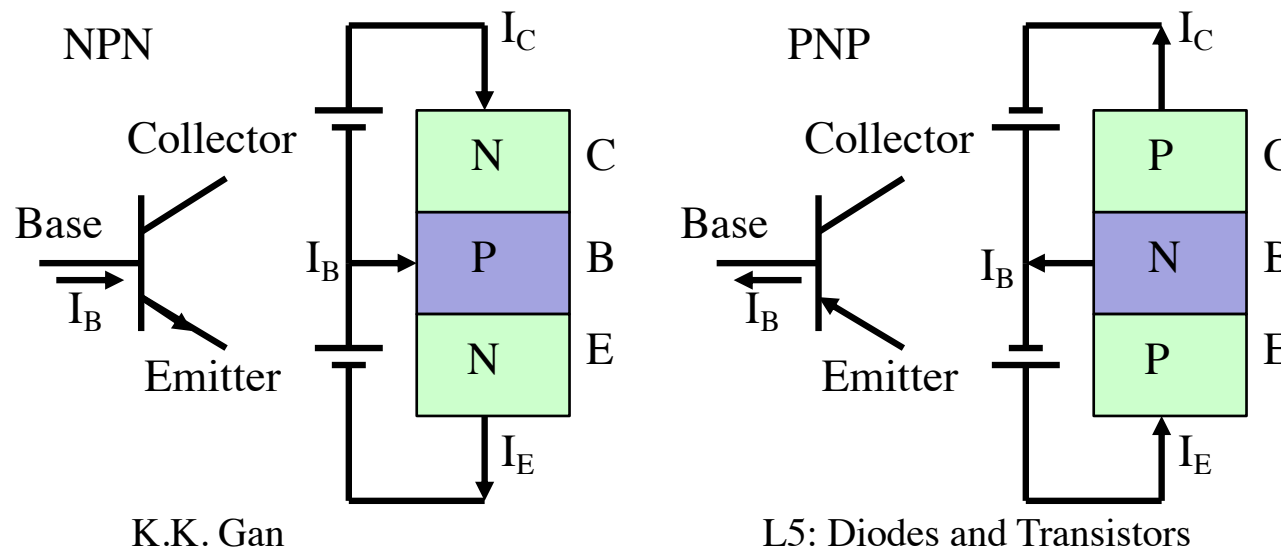 NPN
I_C
Collector
N
C
Base
I_B
I_B
P
B
Emitter
N
E
I_E
K.K. Gan
PNP
I_C
Collector
P
C
Base
I_B
I_B
N
B
Emitter
P
E
I_E
L5: Diodes and Transistors